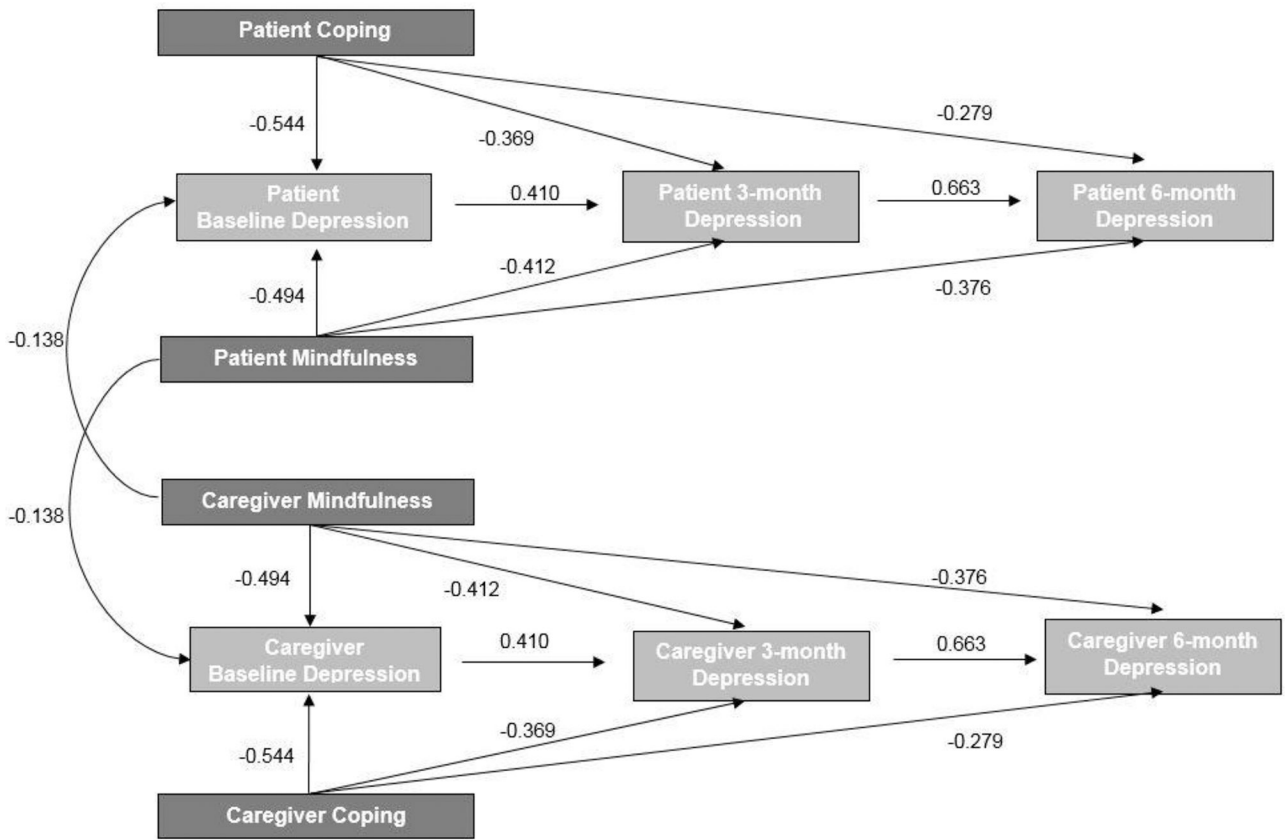 Patient Coping
-0.544
-0.369
-0.279
Patient
Baseline Depression
0.410
Patient 3-month
Depression
0.663
Patient 6-month
Depression
-0.494
-0.412
-0.376
-0.138
Patient Mindfulness
Caregiver Mindfulness
-0.138
-0.494
-0.412
-0.376
Caregiver
Baseline Depression
0.410
Caregiver 3-month
Depression
0.663
Caregiver 6-month
Depression
-0.544
-0.369
-0.279
Caregiver Coping